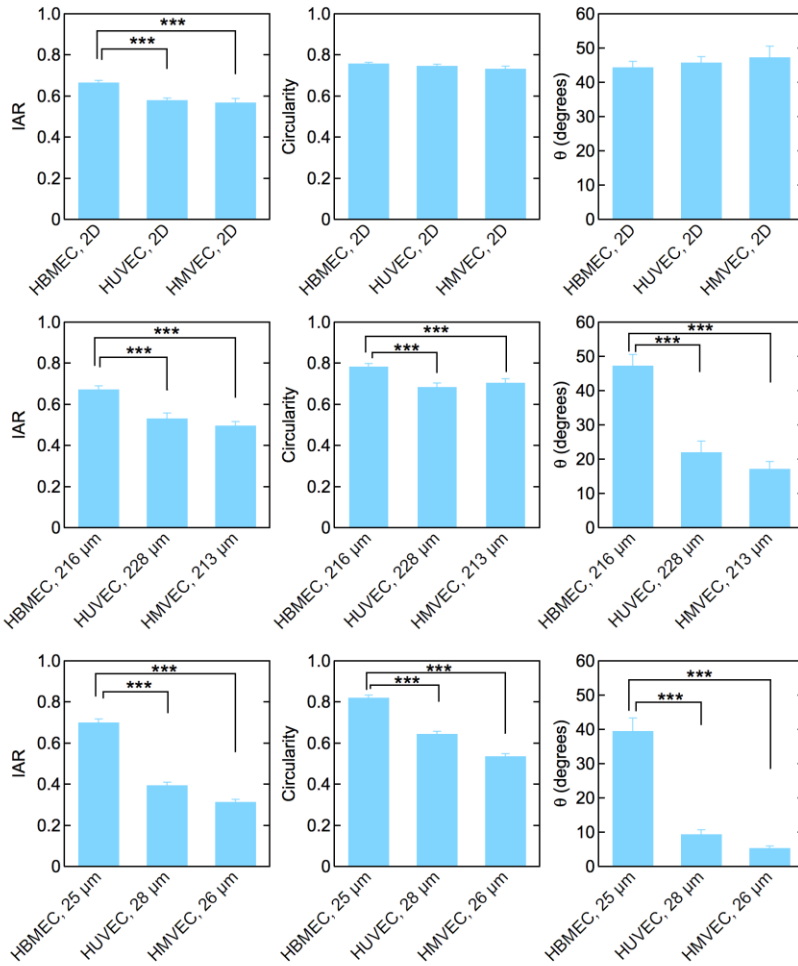 1.0
0.8
0.6
0.4
0.2
0
IAR
***
***
HBMEC, 2D
HUVEC, 2D
HMVEC, 2D
1.0
0.8
0.6
0.4
0.2
0
Circularity
HBMEC, 2D
HUVEC, 2D
HMVEC, 2D
60
50
40
30
20
10
0
θ (degrees)
HBMEC, 2D
HUVEC, 2D
HMVEC, 2D
1.0
0.8
0.6
0.4
0.2
0
IAR
***
***
HBMEC, 216 μm
HUVEC, 228 μm
HMVEC, 213 μm
1.0
0.8
0.6
0.4
0.2
0
Circularity
***
***
HBMEC, 216 μm
HUVEC, 228 μm
HMVEC, 213 μm
60
50
40
30
20
10
0
θ (degrees)
***
***
HBMEC, 216 μm
HUVEC, 228 μm
HMVEC, 213 μm
1.0
0.8
0.6
0.4
0.2
0
IAR
***
***
HBMEC, 25 μm
HUVEC, 28 μm
HMVEC, 26 μm
1.0
0.8
0.6
0.4
0.2
0
Circularity
***
***
HBMEC, 25 μm
HUVEC, 28 μm
HMVEC, 26 μm
60
50
40
30
20
10
0
θ (degrees)
***
***
HBMEC, 25 μm
HUVEC, 28 μm
HMVEC, 26 μm